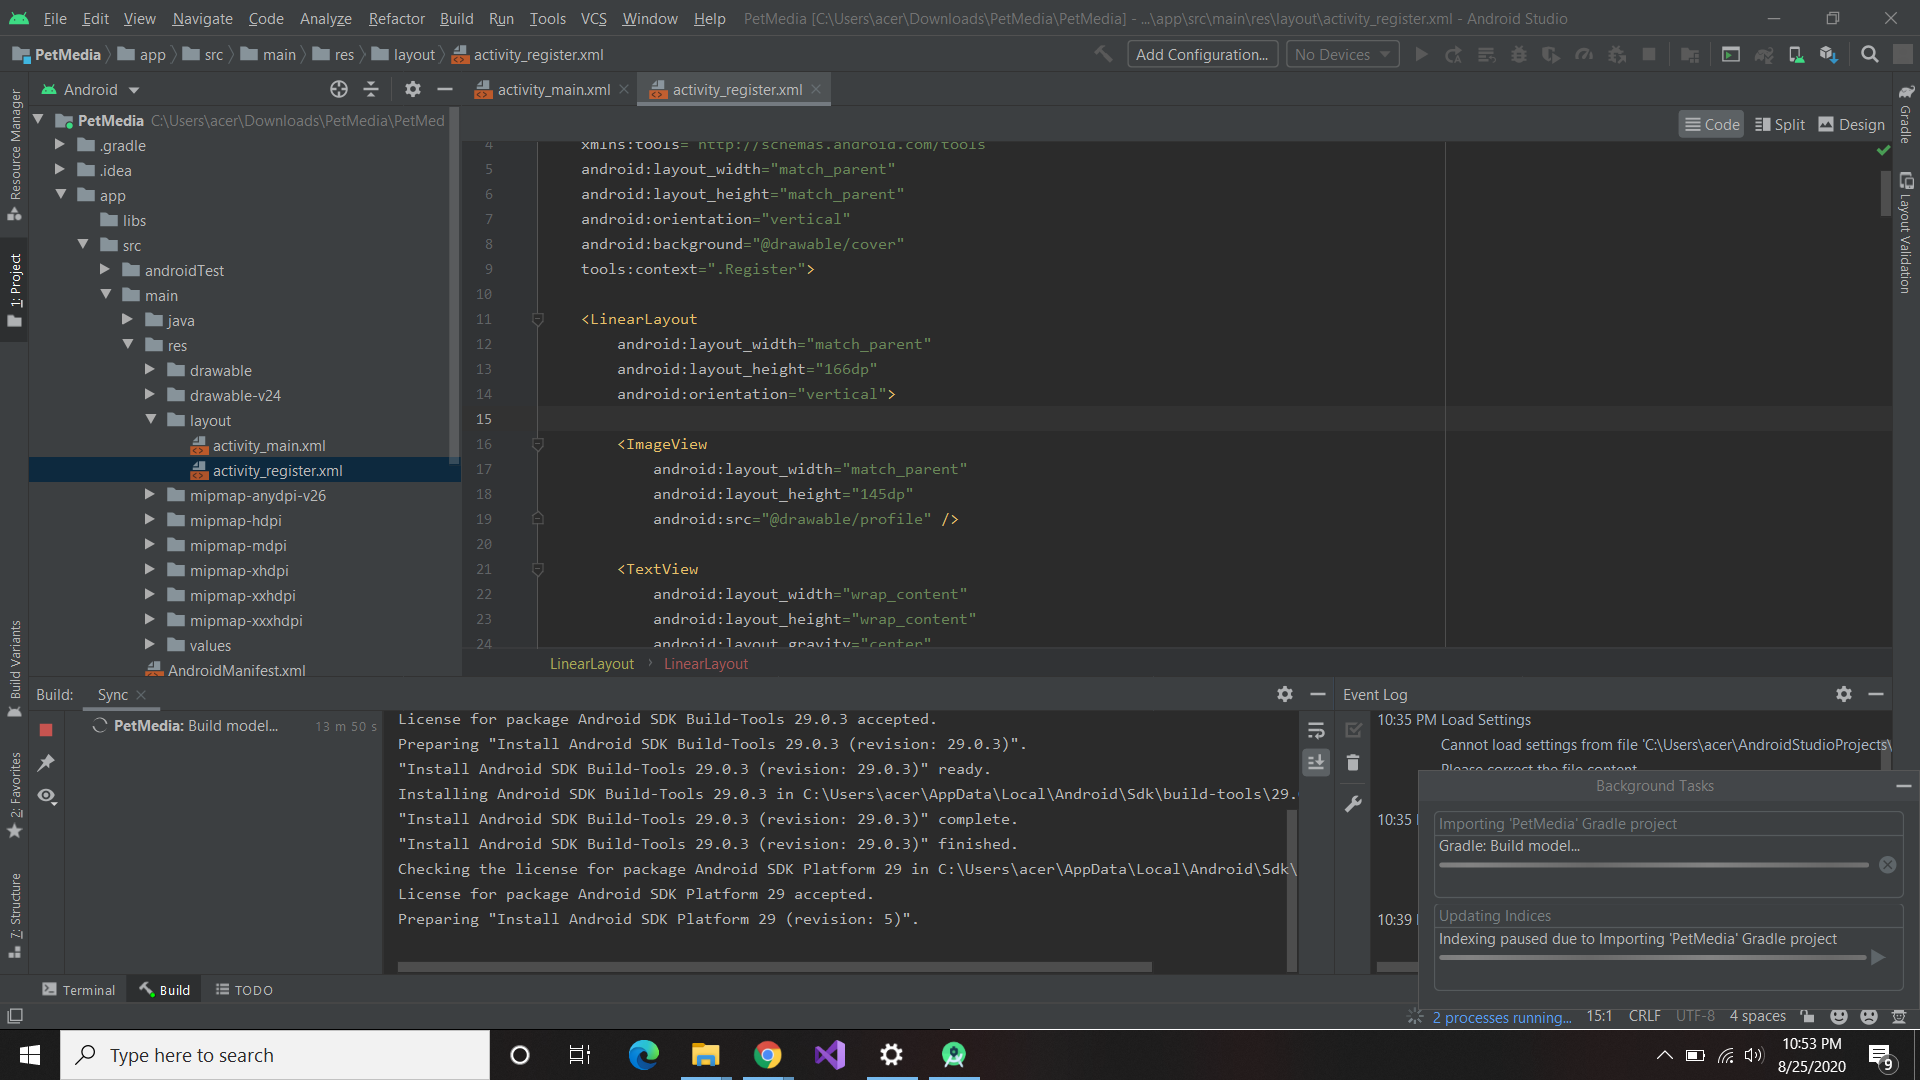 File Edit View Navigate Code Analyze Refactor Build Run Tools VCS Window Help PetMedia [C:\Users\acer\Downloads\PetMedia\PetMedia] - ...\app\src\main\res\layout\activity_register.xml - Android Studio
PetMedia app src main res layout activity_register.xml Add Configuration... No Devices
Android activity_main.xml activity_register.xml
Code Split Design
Resource Manager
1: Project
Build Variants
2: Favorites
7: Structure
Gradle
Layout Validation
PetMedia C:\Users\acer\Downloads\PetMedia\PetMed
.gradle
.idea
app
libs
src
androidTest
main
java
res
drawable
drawable-v24
layout
activity_main.xml
activity_register.xml
mipmap-anydpi-v26
mipmap-hdpi
mipmap-mdpi
mipmap-xhdpi
mipmap-xxhdpi
mipmap-xxxhdpi
values
AndroidManifest.xml
4 xmlns:tools="http://schemas.android.com/tools
5 android:layout_width="match_parent"
6 android:layout_height="match_parent"
7 android:orientation="vertical"
8 android:background="@drawable/cover"
9 tools:context=".Register">
10
11 <LinearLayout
12 android:layout_width="match_parent"
13 android:layout_height="166dp"
14 android:orientation="vertical">
15
16 <ImageView
17 android:layout_width="match_parent"
18 android:layout_height="145dp"
19 android:src="@drawable/profile" />
20
21 <TextView
22 android:layout_width="wrap_content"
23 android:layout_height="wrap_content"
24 android:layout_gravity="center"
LinearLayout › LinearLayout
Build: Sync
PetMedia: Build model... 13 m 50 s
License for package Android SDK Build-Tools 29.0.3 accepted.
Preparing "Install Android SDK Build-Tools 29.0.3 (revision: 29.0.3)".
"Install Android SDK Build-Tools 29.0.3 (revision: 29.0.3)" ready.
Installing Android SDK Build-Tools 29.0.3 in C:\Users\acer\AppData\Local\Android\Sdk\build-tools\29.
"Install Android SDK Build-Tools 29.0.3 (revision: 29.0.3)" complete.
"Install Android SDK Build-Tools 29.0.3 (revision: 29.0.3)" finished.
Checking the license for package Android SDK Platform 29 in C:\Users\acer\AppData\Local\Android\Sdk\
License for package Android SDK Platform 29 accepted.
Preparing "Install Android SDK Platform 29 (revision: 5)".
Event Log
10:35 PM Load Settings
Cannot load settings from file 'C:\Users\acer\AndroidStudioProjects\
Please correct the file content
10:35
10:39
Background Tasks
Importing 'PetMedia' Gradle project
Gradle: Build model...
Updating Indices
Indexing paused due to Importing 'PetMedia' Gradle project
Terminal Build TODO
2 processes running... 15:1 CRLF UTF-8 4 spaces
Type here to search
10:53 PM
8/25/2020
9